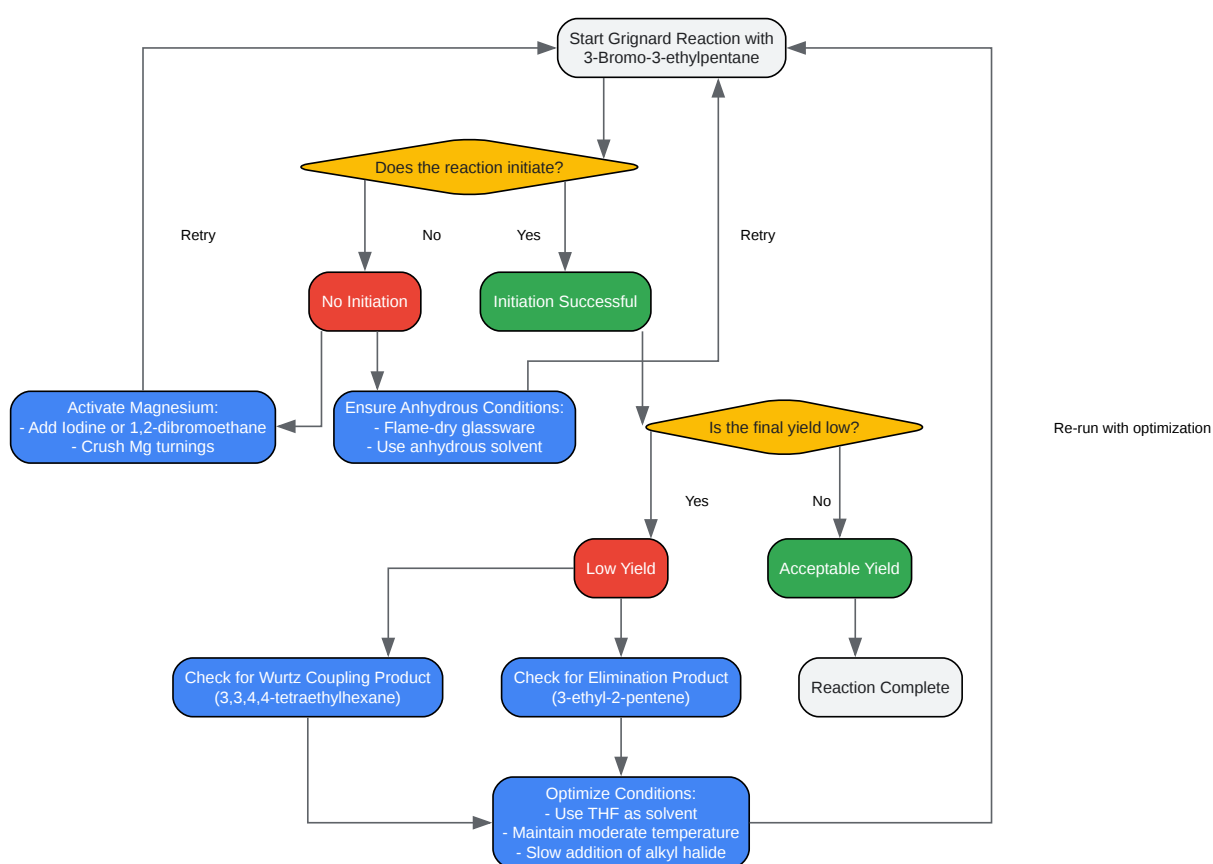 Start Grignard Reaction with
3-Bromo-3-ethylpentane
Does the reaction initiate?
Retry
No
Yes
Retry
No Initiation
Initiation Successful
Activate Magnesium:
- Add Iodine or 1,2-dibromoethane
- Crush Mg turnings
Ensure Anhydrous Conditions:
- Flame-dry glassware
- Use anhydrous solvent
Is the final yield low?
Re-run with optimization
Yes
No
Low Yield
Acceptable Yield
Check for Wurtz Coupling Product
(3,3,4,4-tetraethylhexane)
Check for Elimination Product
(3-ethyl-2-pentene)
Reaction Complete
Optimize Conditions:
- Use THF as solvent
- Maintain moderate temperature
- Slow addition of alkyl halide